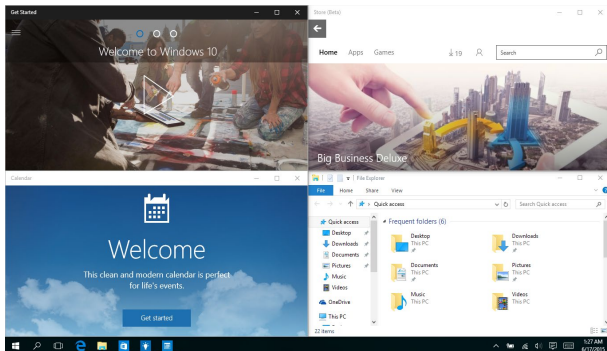 Get Started
Welcome to Windows 10
Store (Beta)
Home Apps Games 19 Search
Big Business Deluxe
Calendar
Welcome
This clean and modern calendar is perfect
for life's events.
Get started
File Explorer
File Home Share View
Quick access Search Quick access
Quick access
Desktop
Downloads
Documents
Pictures
Music
Videos
OneDrive
This PC
22 items
Frequent folders (6)
Desktop
This PC
Downloads
This PC
Documents
This PC
Pictures
This PC
Music
This PC
Videos
This PC
1:27 AM
6/17/2015